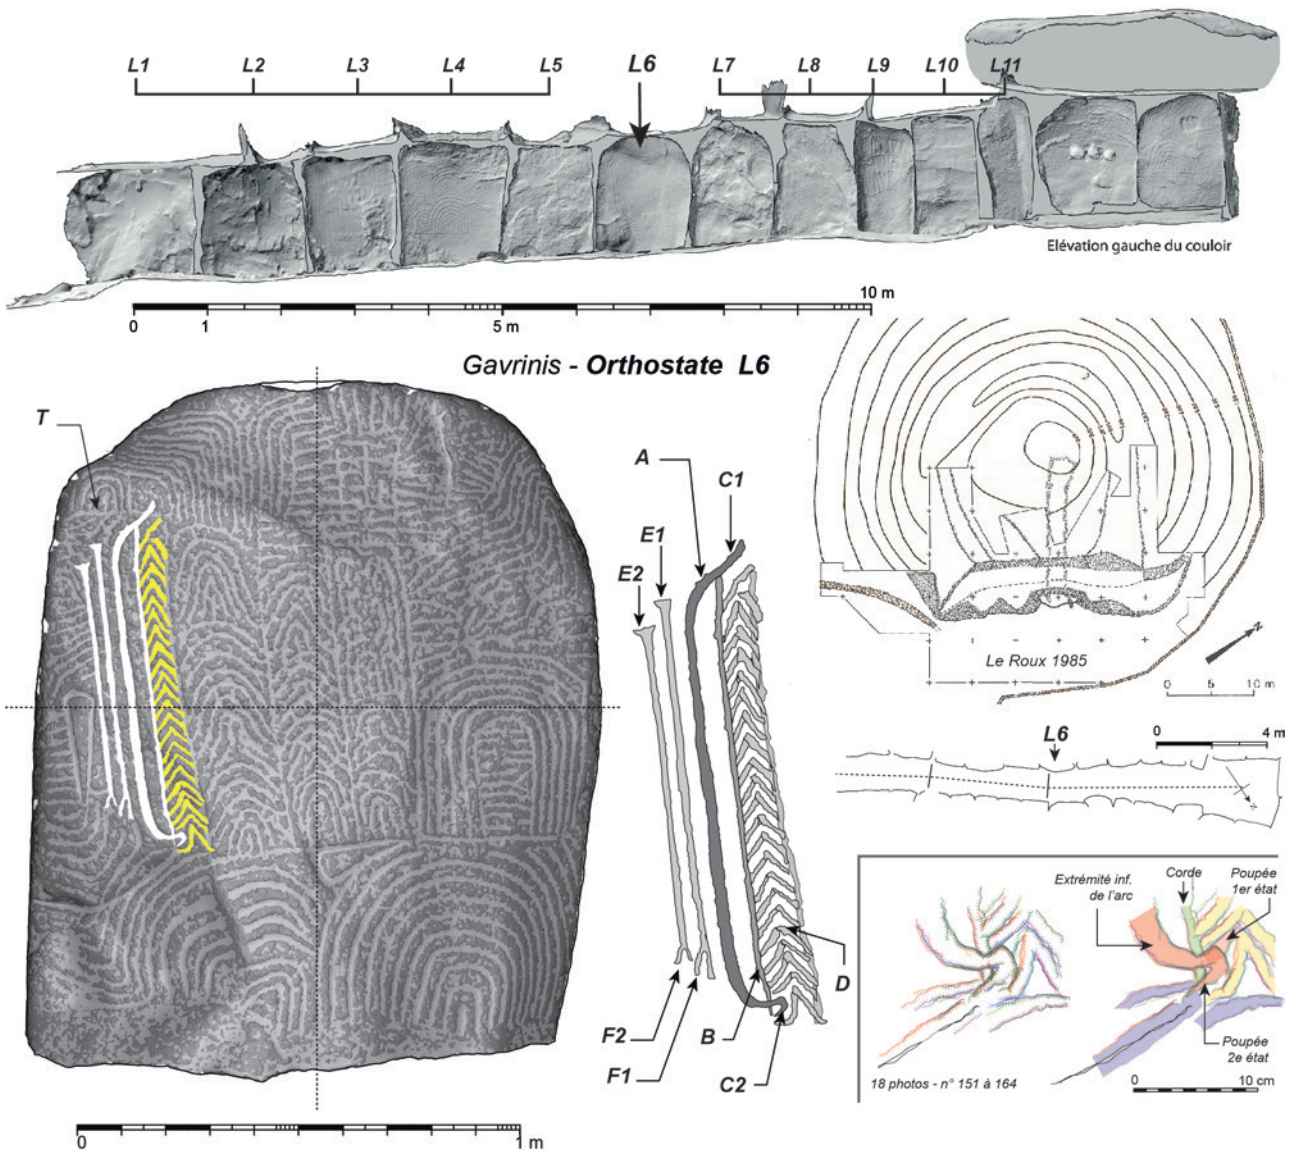 L1 L2 L3 L4 L5 L6 L7 L8 L9 L10 L11
Elévation gauche du couloir
10 m
0 1 5 m
Gavrinis - Orthostate L6
T
A
C1
E1
E2
D
F2
B
F1
C2
0 1 m
Le Roux 1985
N
0 5 10 m
L6
0 4 m
N
Extrémité inf.
de l'arc
Corde
Poupée
1er état
Poupée
2e état
18 photos - n° 151 à 164
0 10 cm